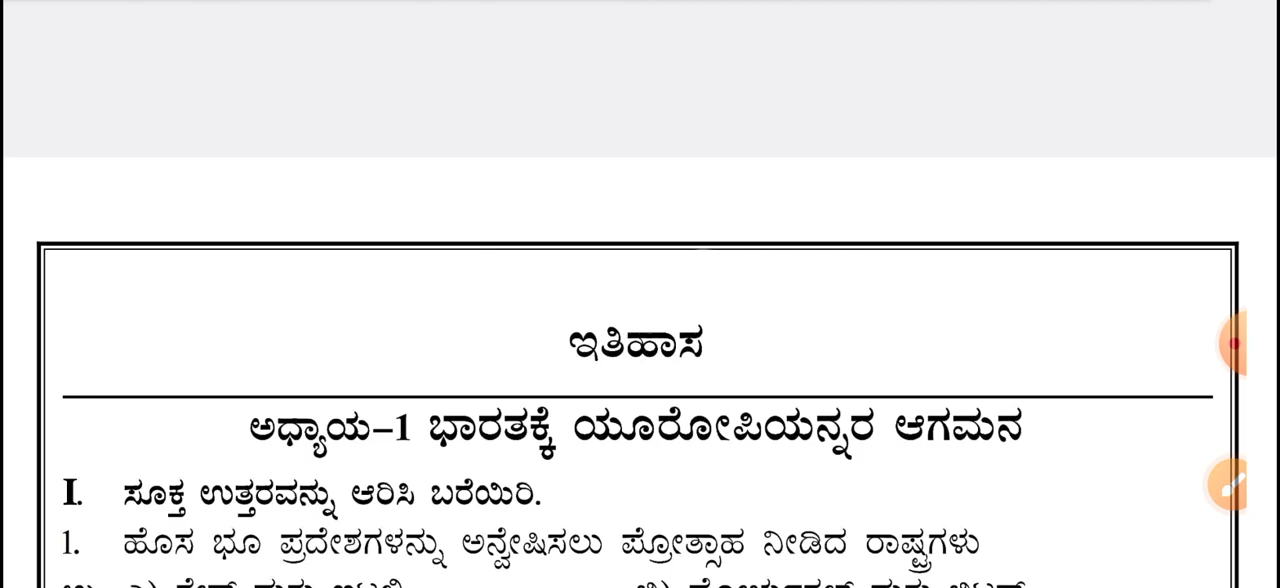 ಇತಿಹಾಸ
ಅಧ್ಯಾಯ-1 ಭಾರತಕ್ಕೆ ಯೂರೋಪಿಯನ್ನರ ಆಗಮನ
I. ಸೂಕ್ತ ಉತ್ತರವನ್ನು ಆರಿಸಿ ಬರೆಯಿರಿ.
1. ಹೊಸ ಭೂ ಪ್ರದೇಶಗಳನ್ನು ಅನ್ವೇಷಿಸಲು ಪ್ರೋತ್ಸಾಹ ನೀಡಿದ ರಾಷ್ಟ್ರಗಳು